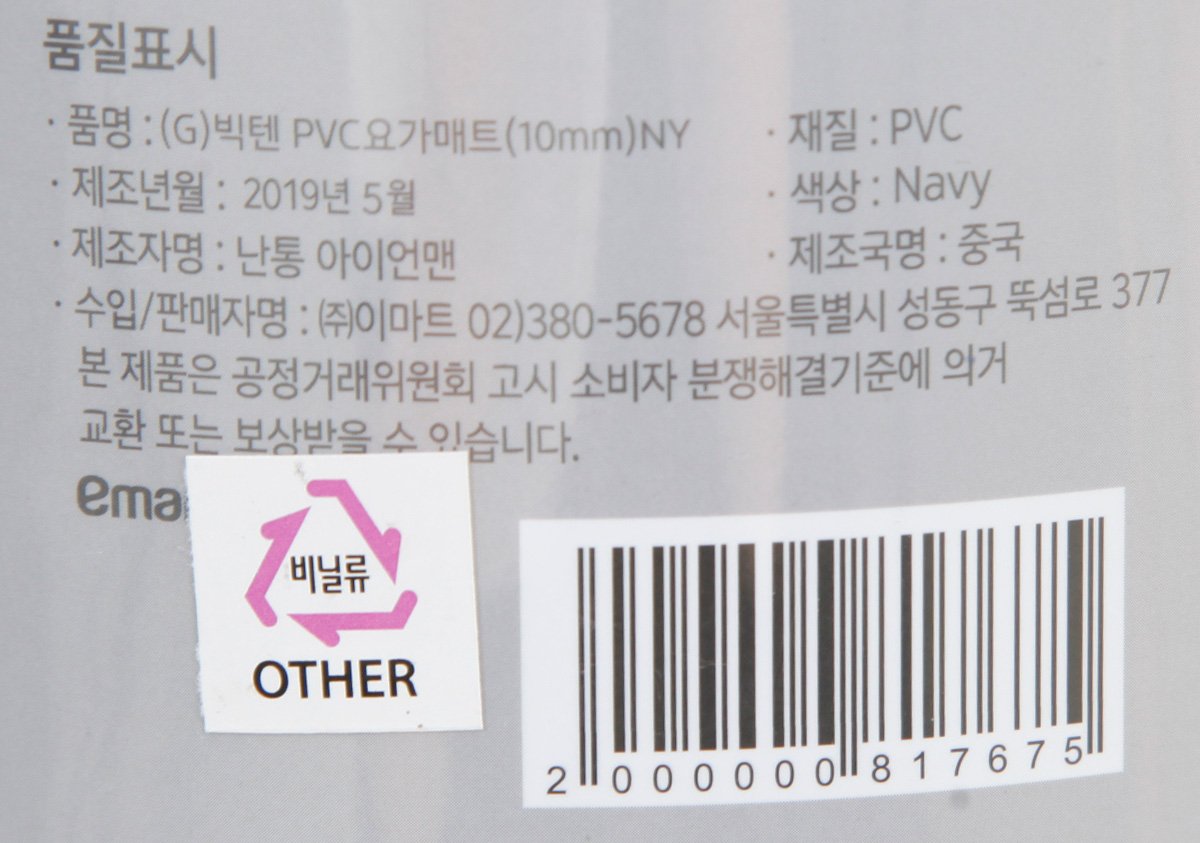 품질표시
· 품명 : (G)빅텐 PVC요가매트(10mm)NY · 재질 : PVC
· 제조년월 : 2019년 5월 · 색상 : Navy
· 제조자명 : 난통 아이언맨 · 제조국명 : 중국
· 수입/판매자명 : ㈜이마트 02)380-5678 서울특별시 성동구 뚝섬로 377
본 제품은 공정거래위원회 고시 소비자 분쟁해결기준에 의거
교환 또는 보상받을 수 있습니다.
ema
비닐류
OTHER
2 000000 817675